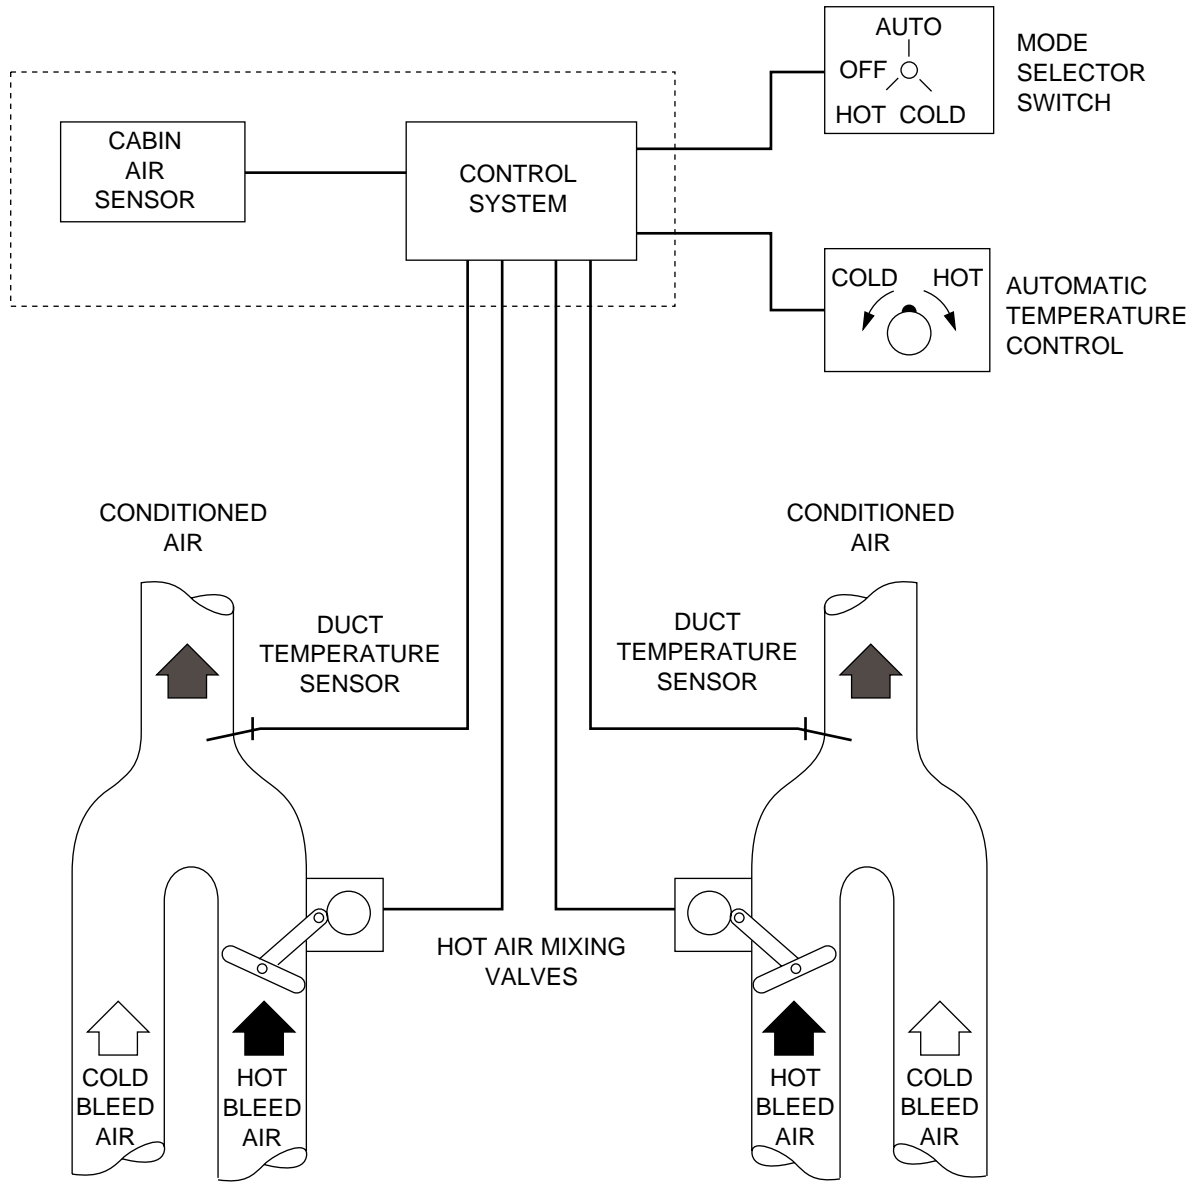 AUTO
OFF
HOT COLD
MODE
SELECTOR
SWITCH
CABIN
AIR
SENSOR
CONTROL
SYSTEM
COLD HOT
AUTOMATIC
TEMPERATURE
CONTROL
CONDITIONED
AIR
CONDITIONED
AIR
DUCT
TEMPERATURE
SENSOR
DUCT
TEMPERATURE
SENSOR
HOT AIR MIXING
VALVES
COLD
BLEED
AIR
HOT
BLEED
AIR
HOT
BLEED
AIR
COLD
BLEED
AIR